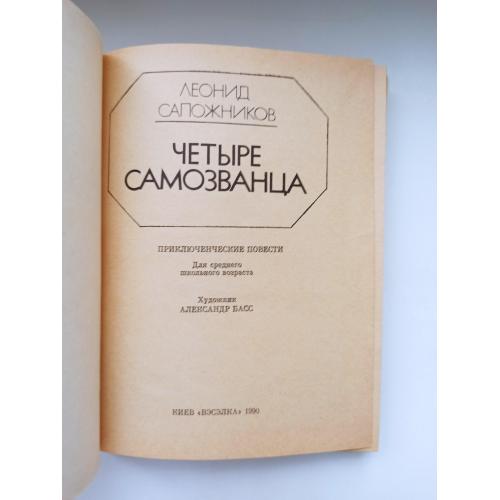 ЛЕОНИД
САПОЖНИКОВ
ЧЕТЫРЕ
САМОЗВАНЦА
ПРИКЛЮЧЕНЧЕСКИЕ ПОВЕСТИ
Для среднего
школьного возраста
Художник
АЛЕКСАНДР БАСС
КИЕВ «ВЭСЭЛКА» 1990